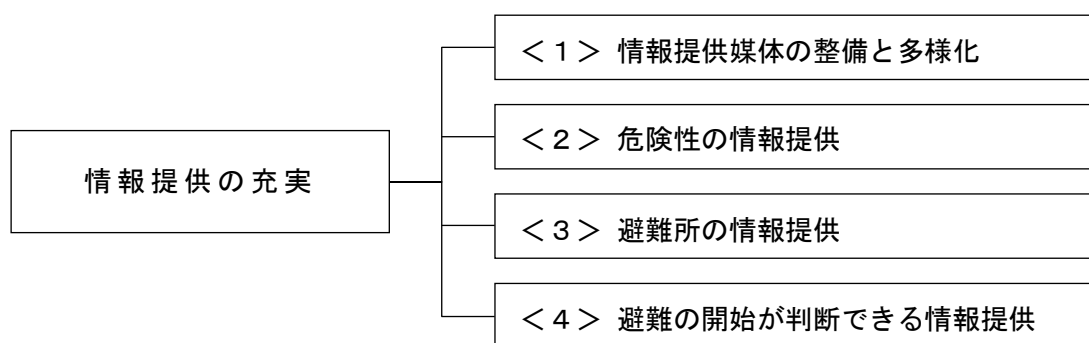 情報提供の充実
＜１＞ 情報提供媒体の整備と多様化
＜２＞ 危険性の情報提供
＜３＞ 避難所の情報提供
＜４＞ 避難の開始が判断できる情報提供